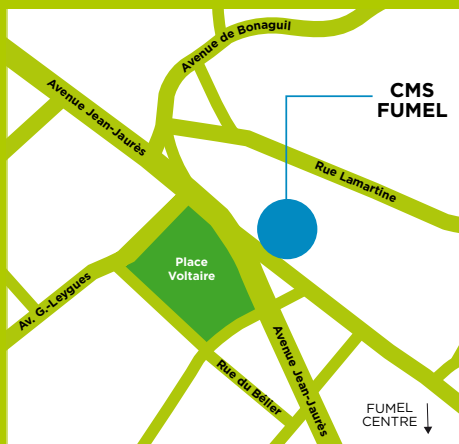 Avenue de Bonaguil
Avenue Jean-Jaurès
CMS
FUMEL
Rue Lamartine
Place
Voltaire
Av. G.-Leygues
Avenue Jean-Jaurès
Rue du Bélier
FUMEL
CENTRE